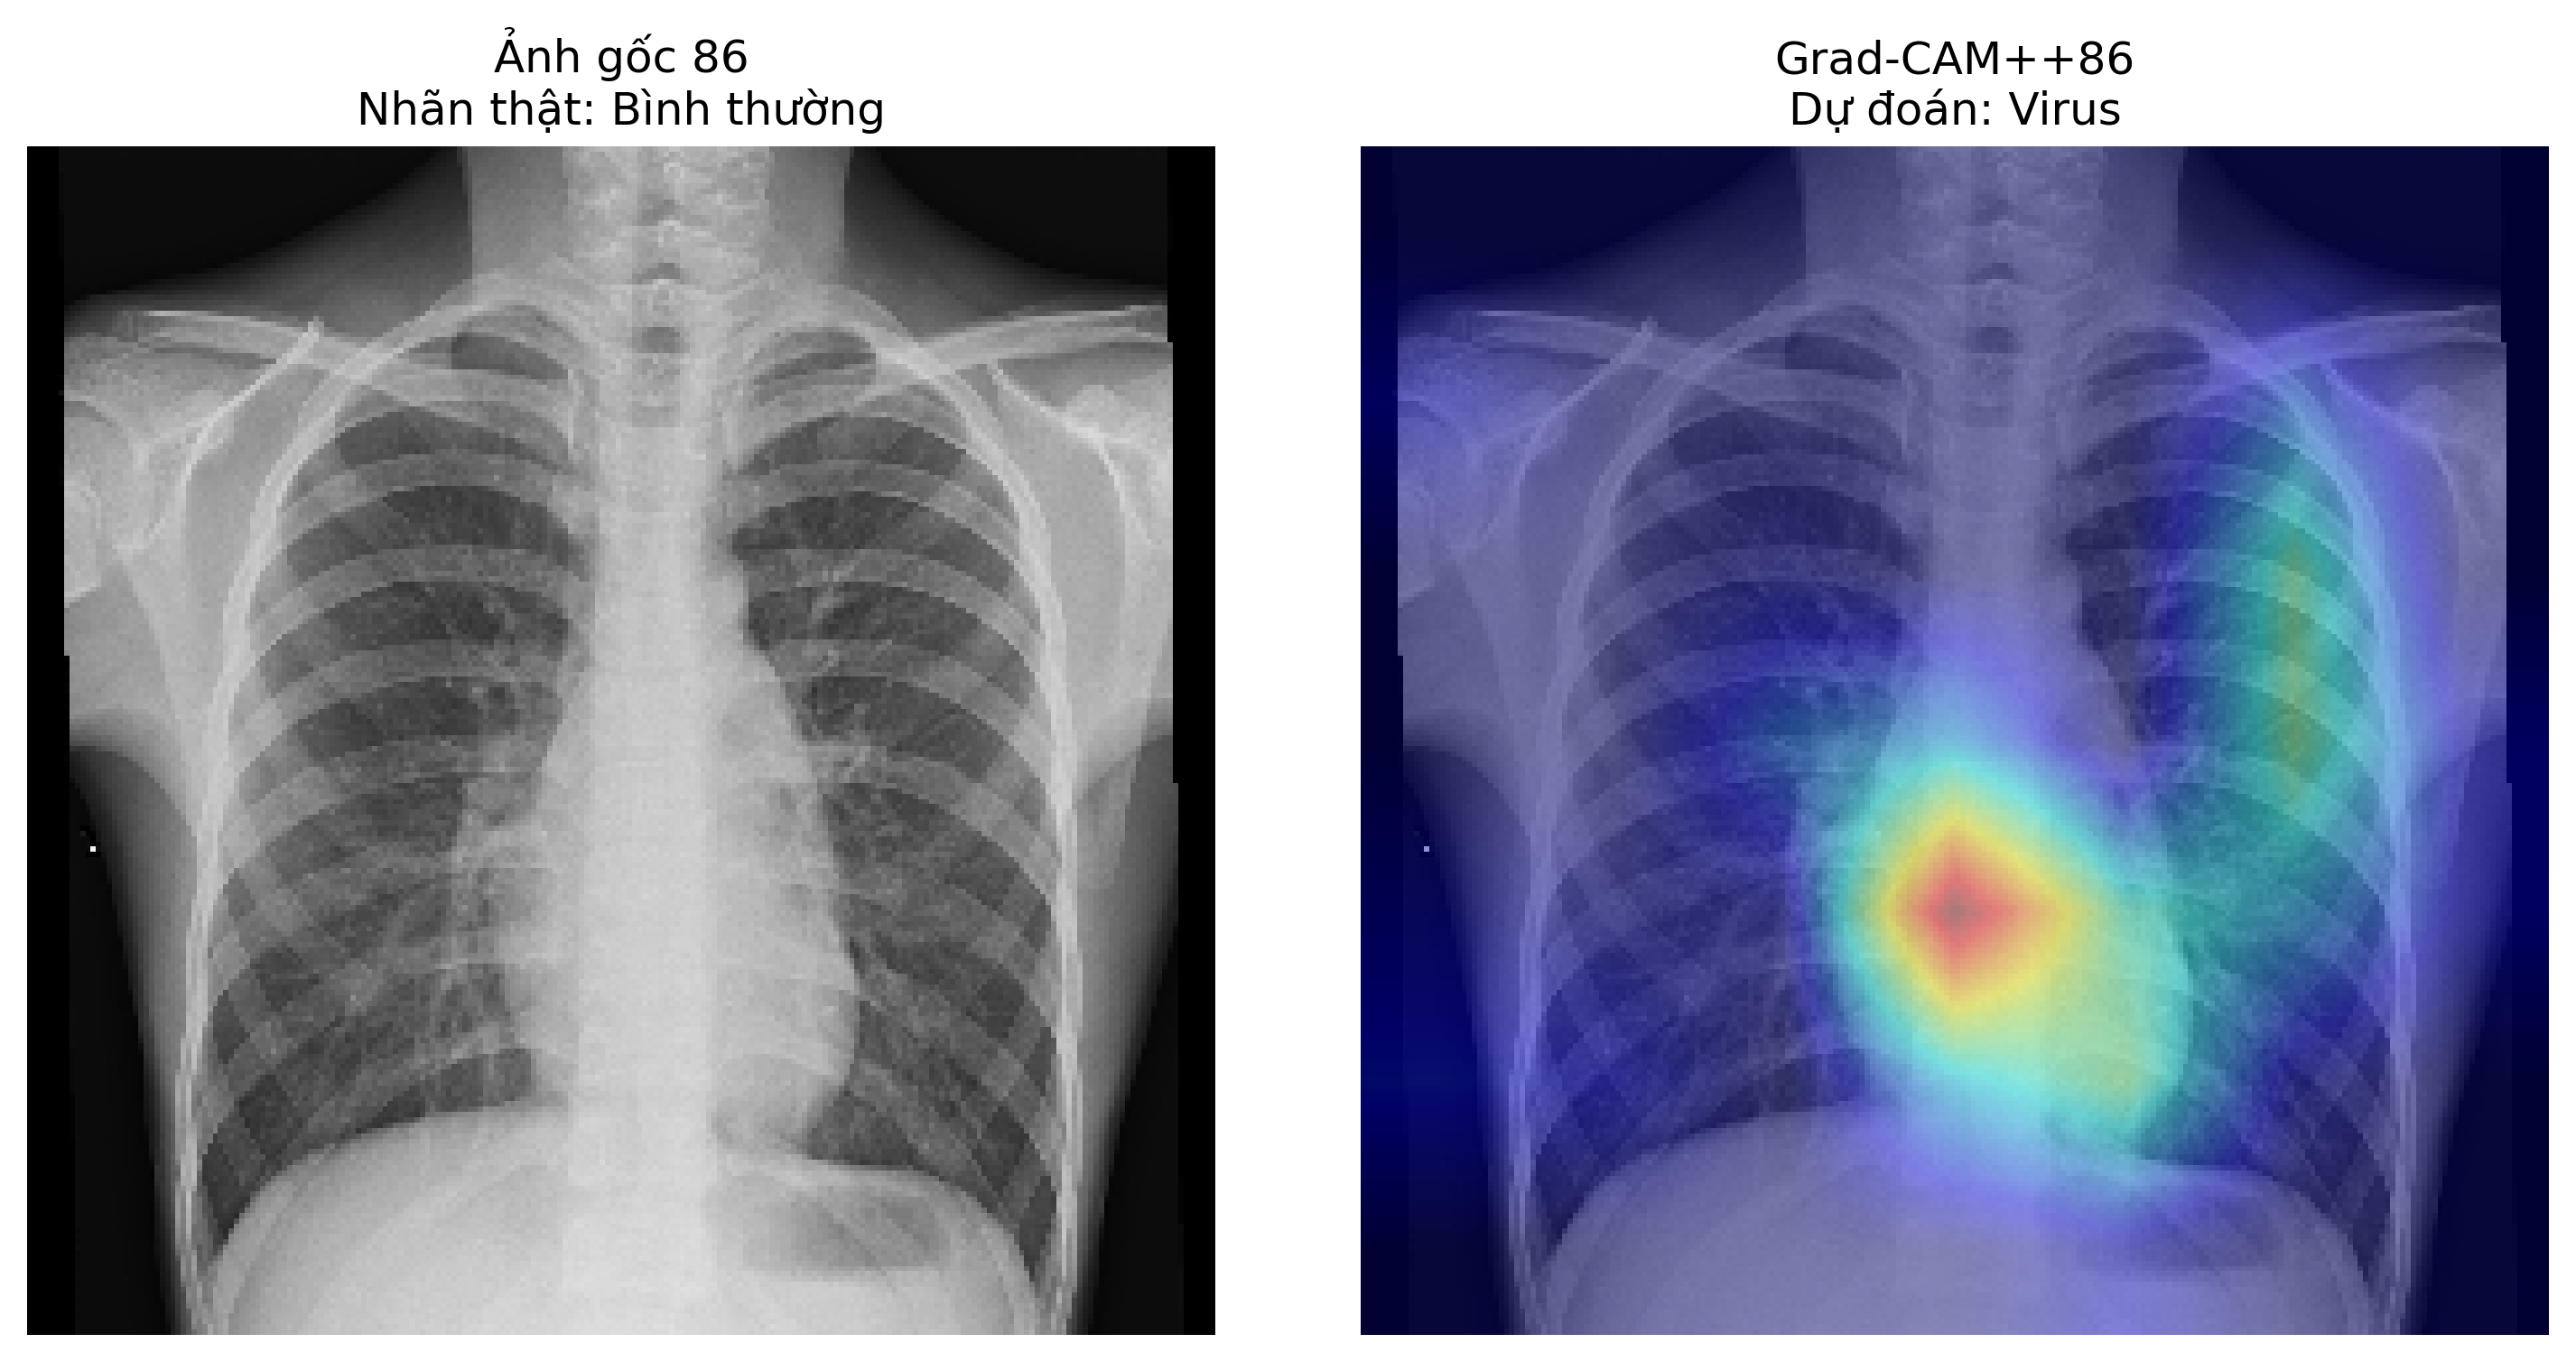 Ảnh gốc 86
Nhãn thật: Bình thường
Grad-CAM++86
Dự đoán: Virus